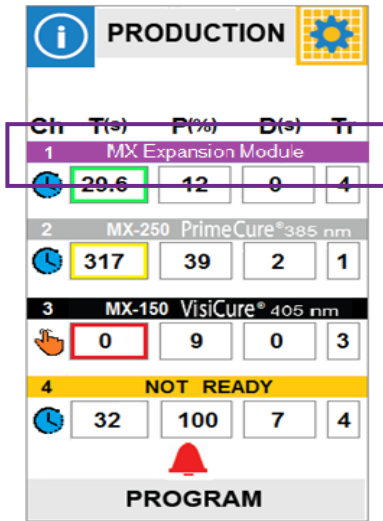 i PRODUCTION
Ch T(s) P(%) D(s) Tr
1 MX Expansion Module
29.6 12 0 4
2 MX-250 PrimeCure®385 nm
317 39 2 1
3 MX-150 VisiCure® 405 nm
0 9 0 3
4 NOT READY
32 100 7 4
PROGRAM